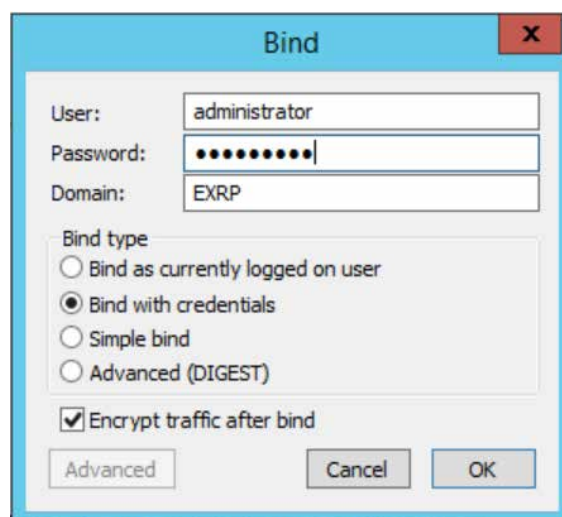 Bind
x
User: administrator
Password: ●●●●●●●●●
Domain: EXRP
Bind type
Bind as currently logged on user
Bind with credentials
Simple bind
Advanced (DIGEST)
Encrypt traffic after bind
Advanced Cancel OK